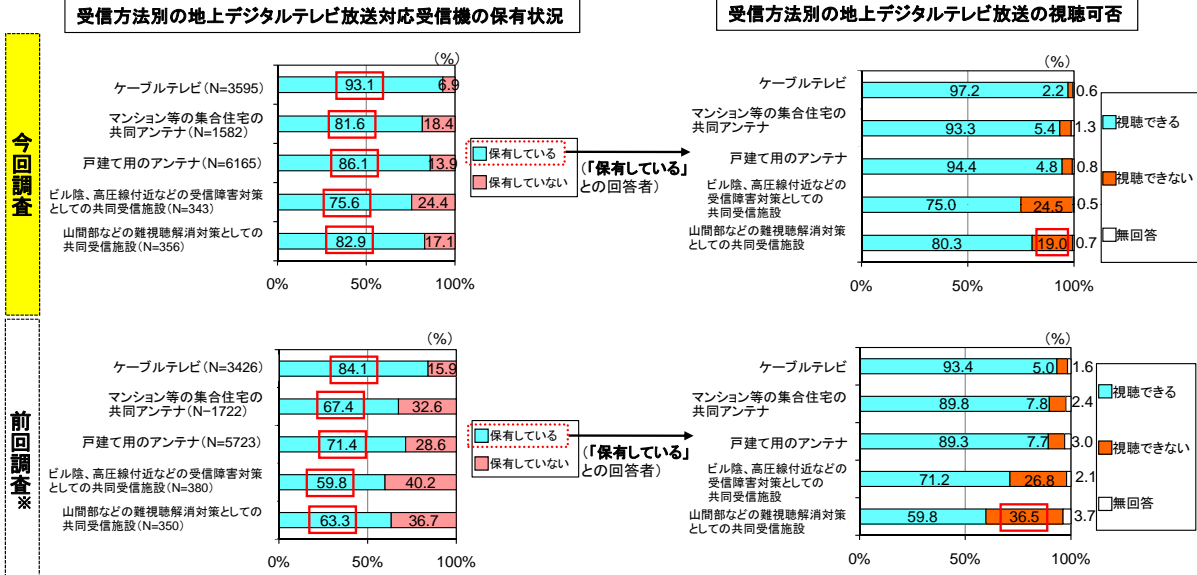 受信方法別の地上デジタルテレビ放送対応受信機の保有状況
受信方法別の地上デジタルテレビ放送の視聴可否
今回調査
(%)
ケーブルテレビ(N=3595)
93.1
6.9
マンション等の集合住宅の
共同アンテナ(N=1582)
81.6
18.4
戸建て用のアンテナ(N=6165)
86.1
13.9
ビル陰、高圧線付近などの受信障害対策
としての共同受信施設(N=343)
75.6
24.4
山間部などの難視聴解消対策としての
共同受信施設(N=356)
82.9
17.1
0%
50%
100%
保有している
保有していない
(「保有している」
との回答者)
(%)
ケーブルテレビ
97.2
2.2
0.6
マンション等の集合住宅の
共同アンテナ
93.3
5.4
1.3
戸建て用のアンテナ
94.4
4.8
0.8
ビル陰、高圧線付近などの
受信障害対策としての
共同受信施設
75.0
24.5
0.5
山間部などの難視聴解消対策
としての共同受信施設
80.3
19.0
0.7
0%
50%
100%
視聴できる
視聴できない
無回答
前回調査※
(%)
ケーブルテレビ(N=3426)
84.1
15.9
マンション等の集合住宅の
共同アンテナ(N−1722)
67.4
32.6
戸建て用のアンテナ(N=5723)
71.4
28.6
ビル陰、高圧線付近などの受信障害対策
としての共同受信施設(N=380)
59.8
40.2
山間部などの難視聴解消対策としての
共同受信施設(N=350)
63.3
36.7
0%
50%
100%
保有している
保有していない
(「保有している」
との回答者)
(%)
ケーブルテレビ
93.4
5.0
1.6
マンション等の集合住宅の
共同アンテナ
89.8
7.8
2.4
戸建て用のアンテナ
89.3
7.7
3.0
ビル陰、高圧線付近などの
受信障害対策としての
共同受信施設
71.2
26.8
2.1
山間部などの難視聴解消対策
としての共同受信施設
59.8
36.5
3.7
0%
50%
100%
視聴できる
視聴できない
無回答